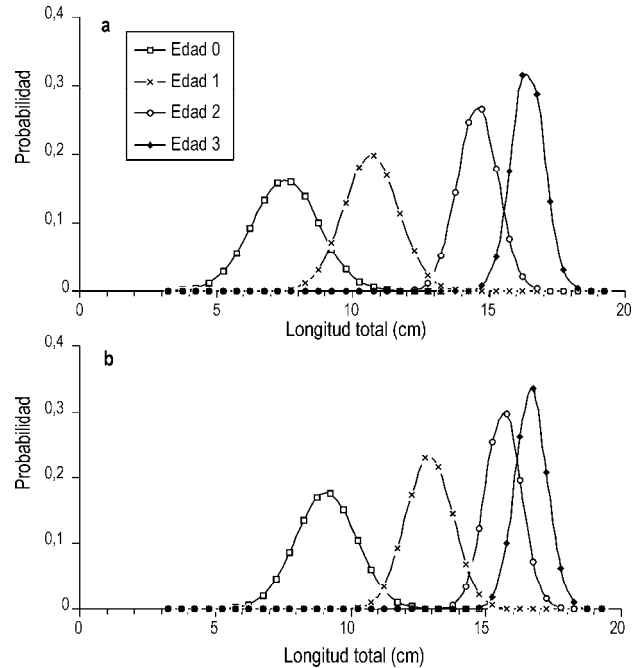 a
Edad 0
Edad 1
Edad 2
Edad 3
Probabilidad
0,4
0,3
0,2
0,1
0
0 5 10 15 20
Longitud total (cm)
b
Probabilidad
0,4
0,3
0,2
0,1
0
0 5 10 15 20
Longitud total (cm)